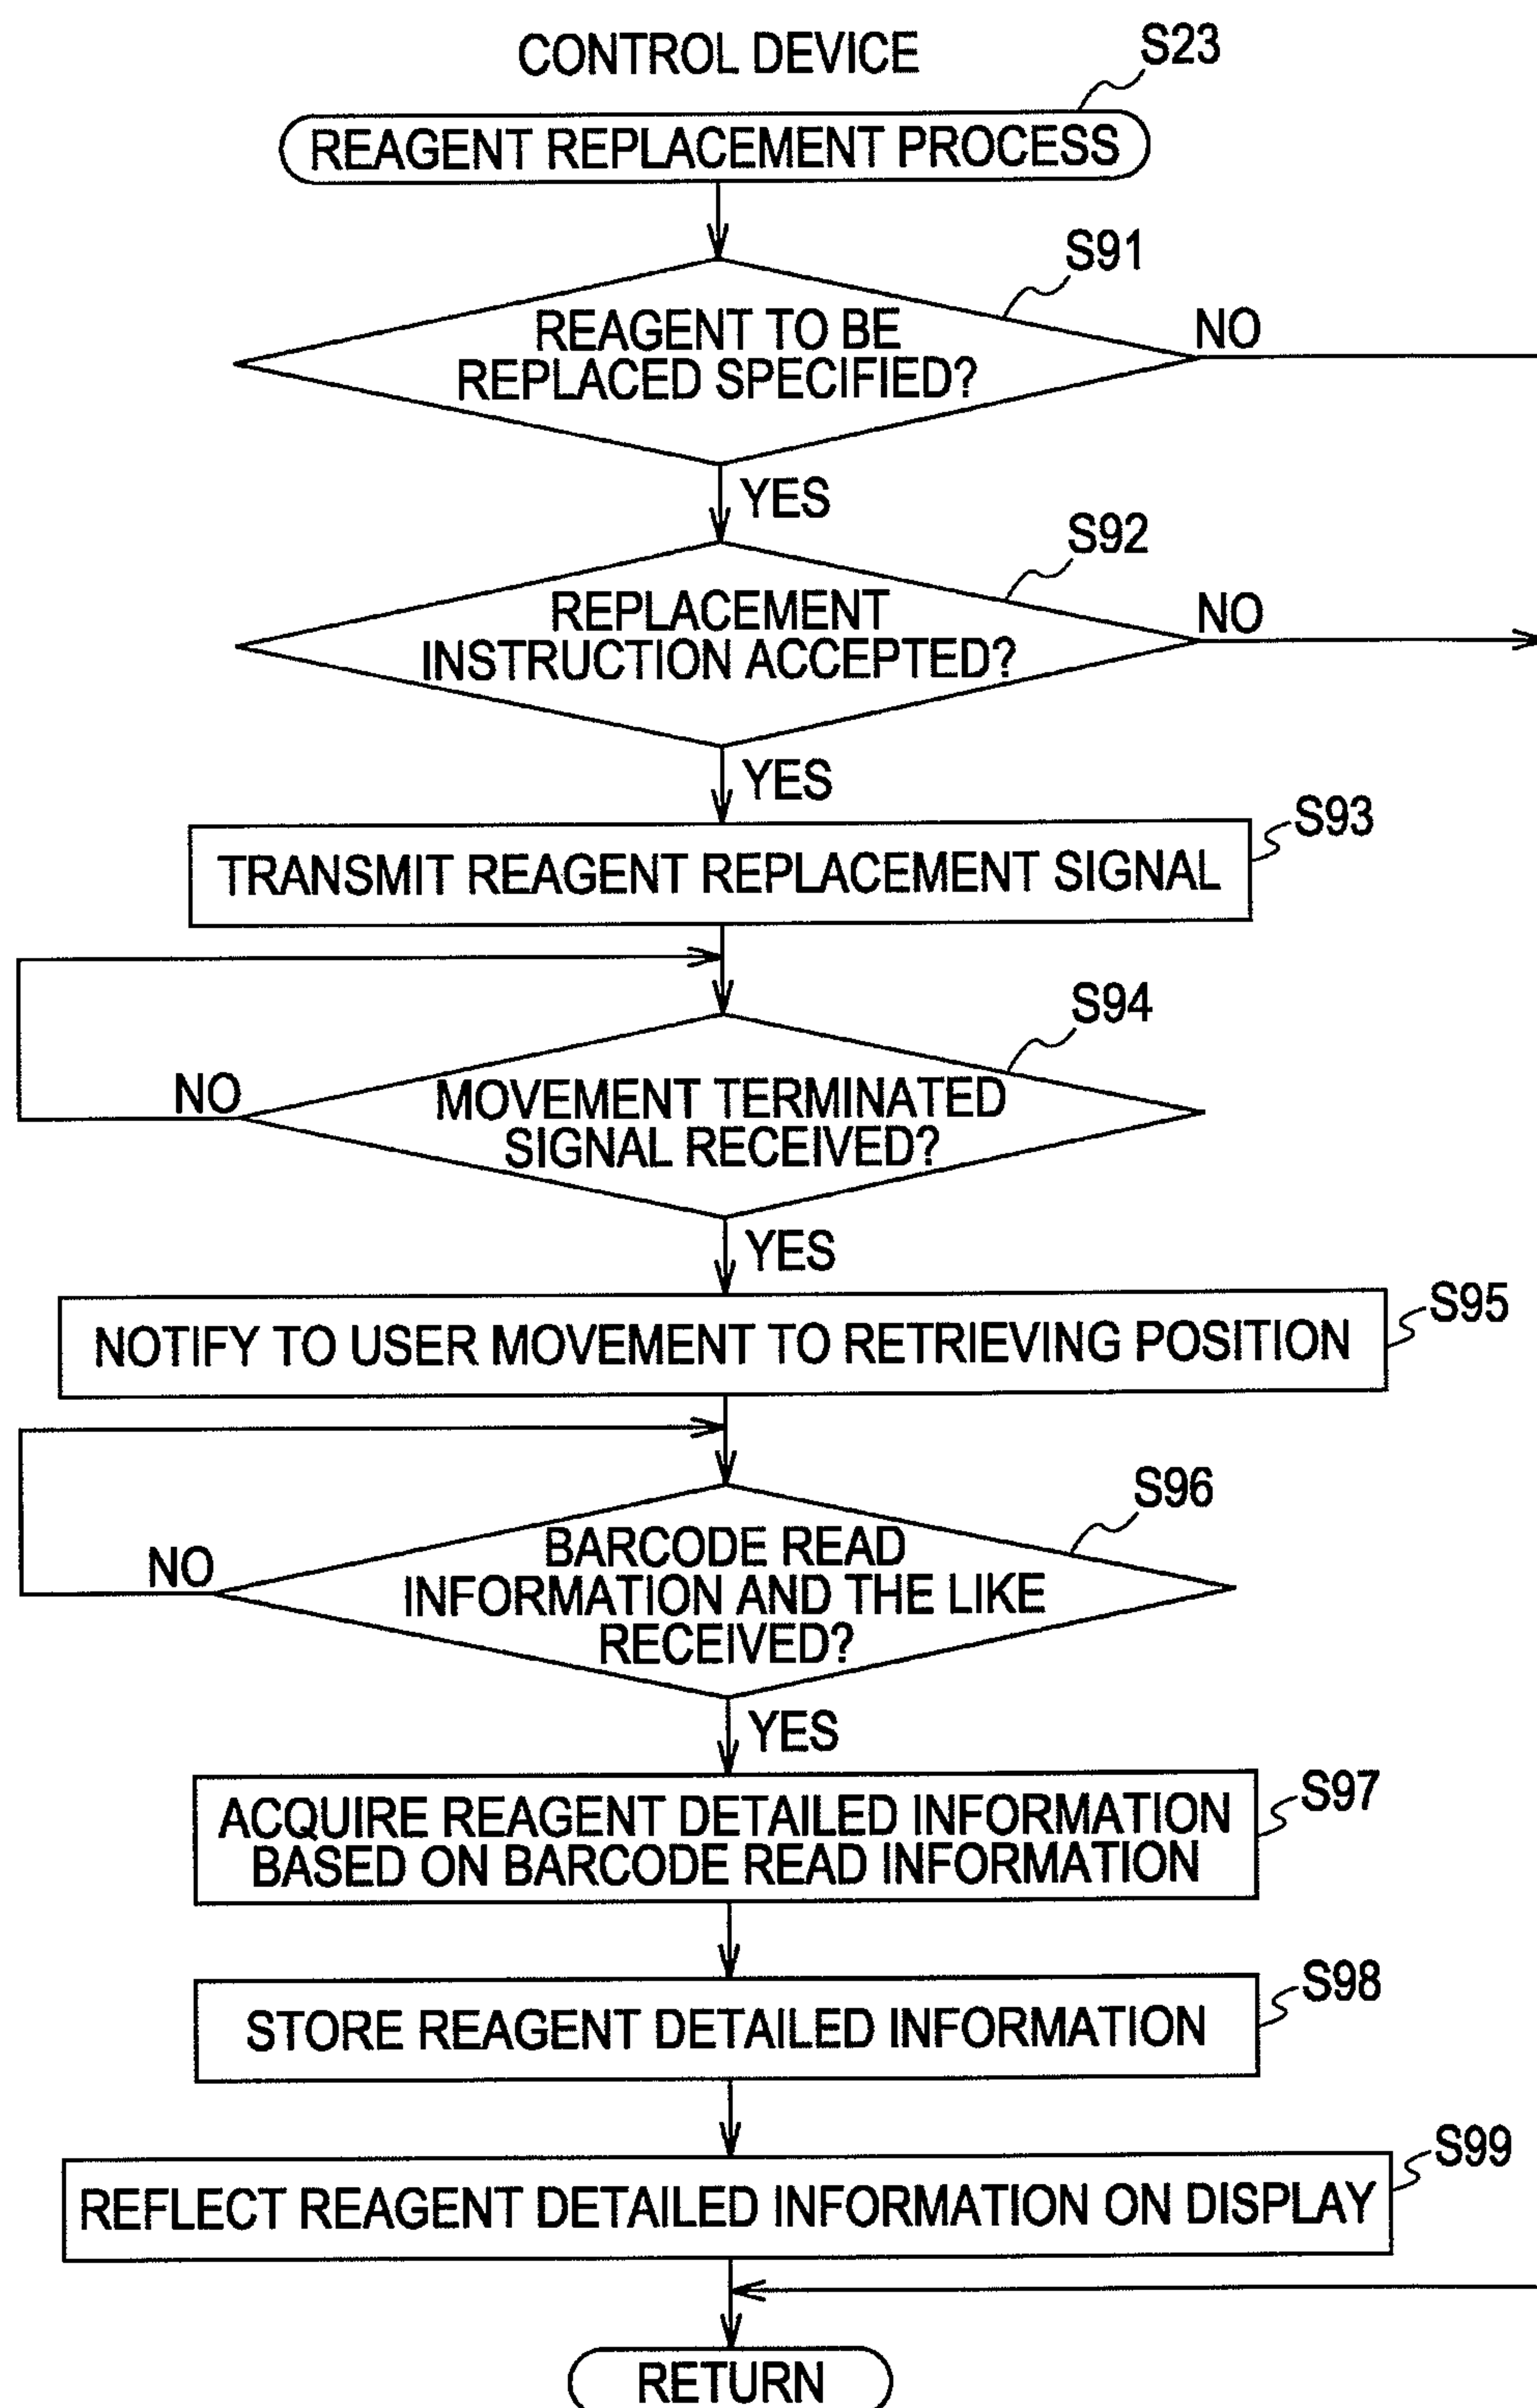 CONTROL DEVICE
S23
REAGENT REPLACEMENT PROCESS
S91
REAGENT TO BE
REPLACED SPECIFIED?
NO
YES
S92
REPLACEMENT
INSTRUCTION ACCEPTED?
NO
YES
S93
TRANSMIT REAGENT REPLACEMENT SIGNAL
S94
MOVEMENT TERMINATED
SIGNAL RECEIVED?
NO
YES
S95
NOTIFY TO USER MOVEMENT TO RETRIEVING POSITION
S96
BARCODE READ
INFORMATION AND THE LIKE
RECEIVED?
NO
YES
S97
ACQUIRE REAGENT DETAILED INFORMATION
BASED ON BARCODE READ INFORMATION
S98
STORE REAGENT DETAILED INFORMATION
S99
REFLECT REAGENT DETAILED INFORMATION ON DISPLAY
RETURN